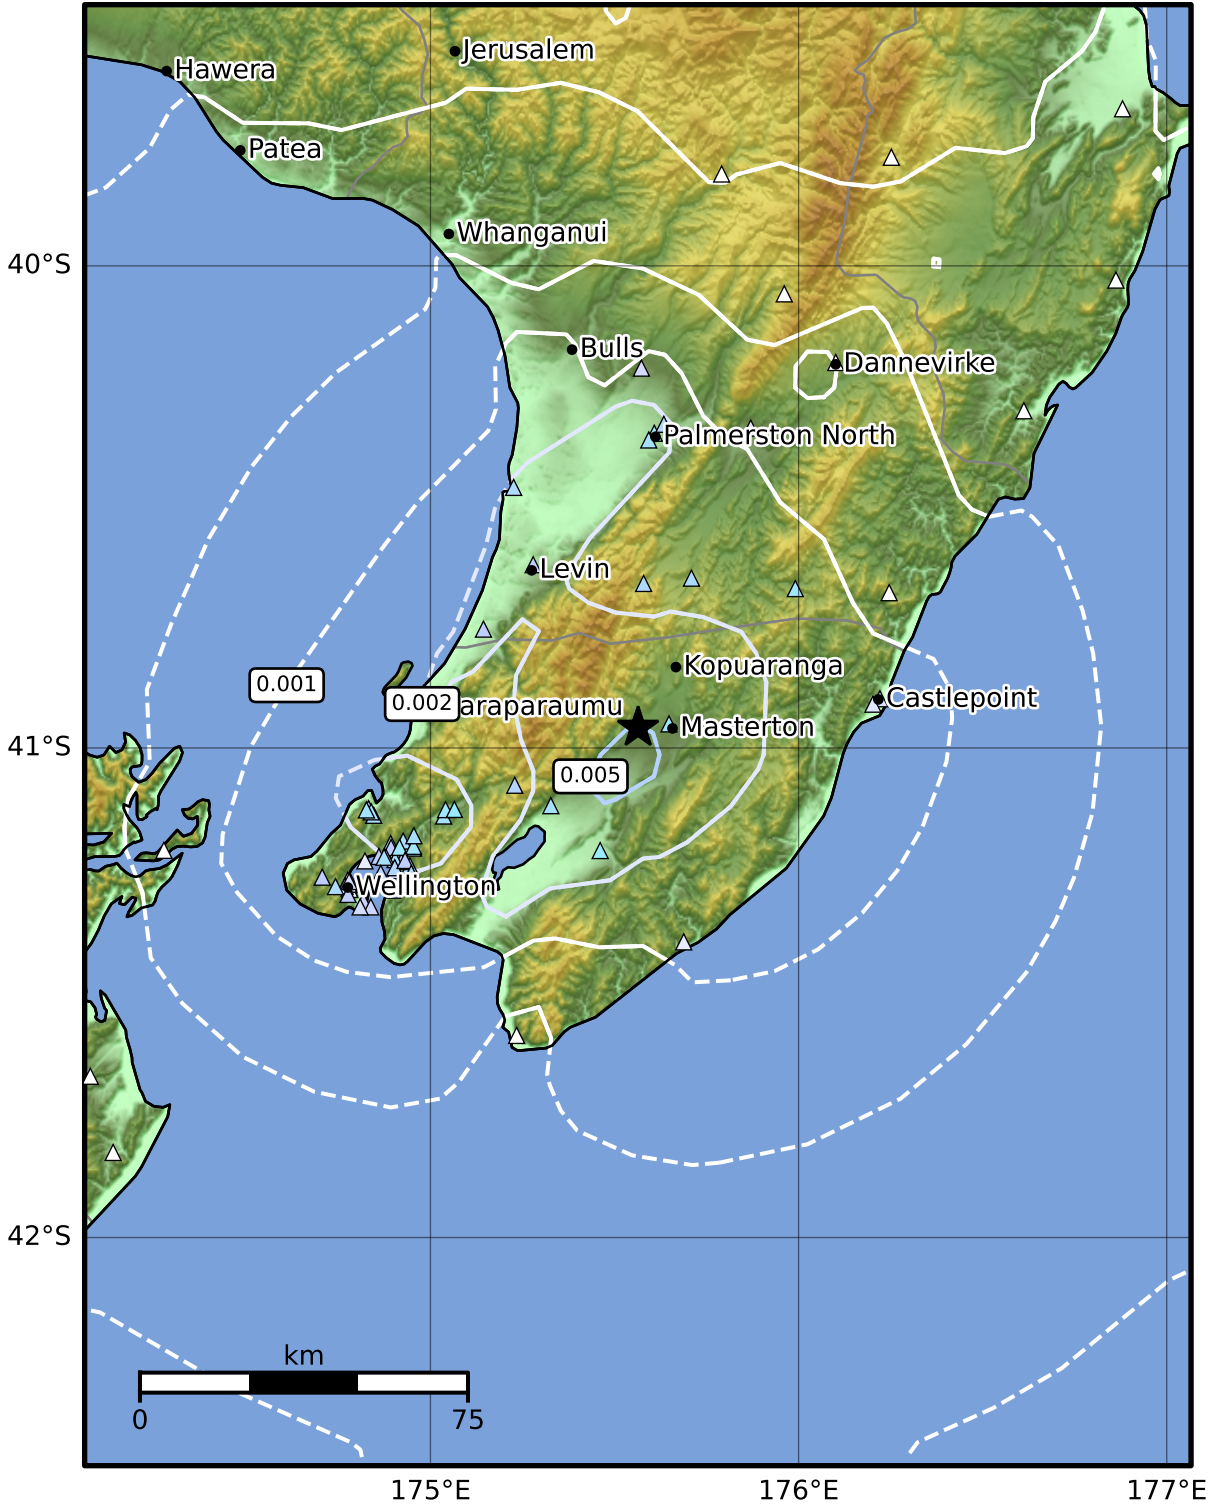 Jerusalem
Hawera
Patea
Whanganui
40°S
Bulls
Dannevirke
Palmerston North
Levin
Kopuaranga
0.001
0.002
araparaumu
Castlepoint
Masterton
41°S
0.005
Wellington
42°S
km
0
75
175°E
176°E
177°E